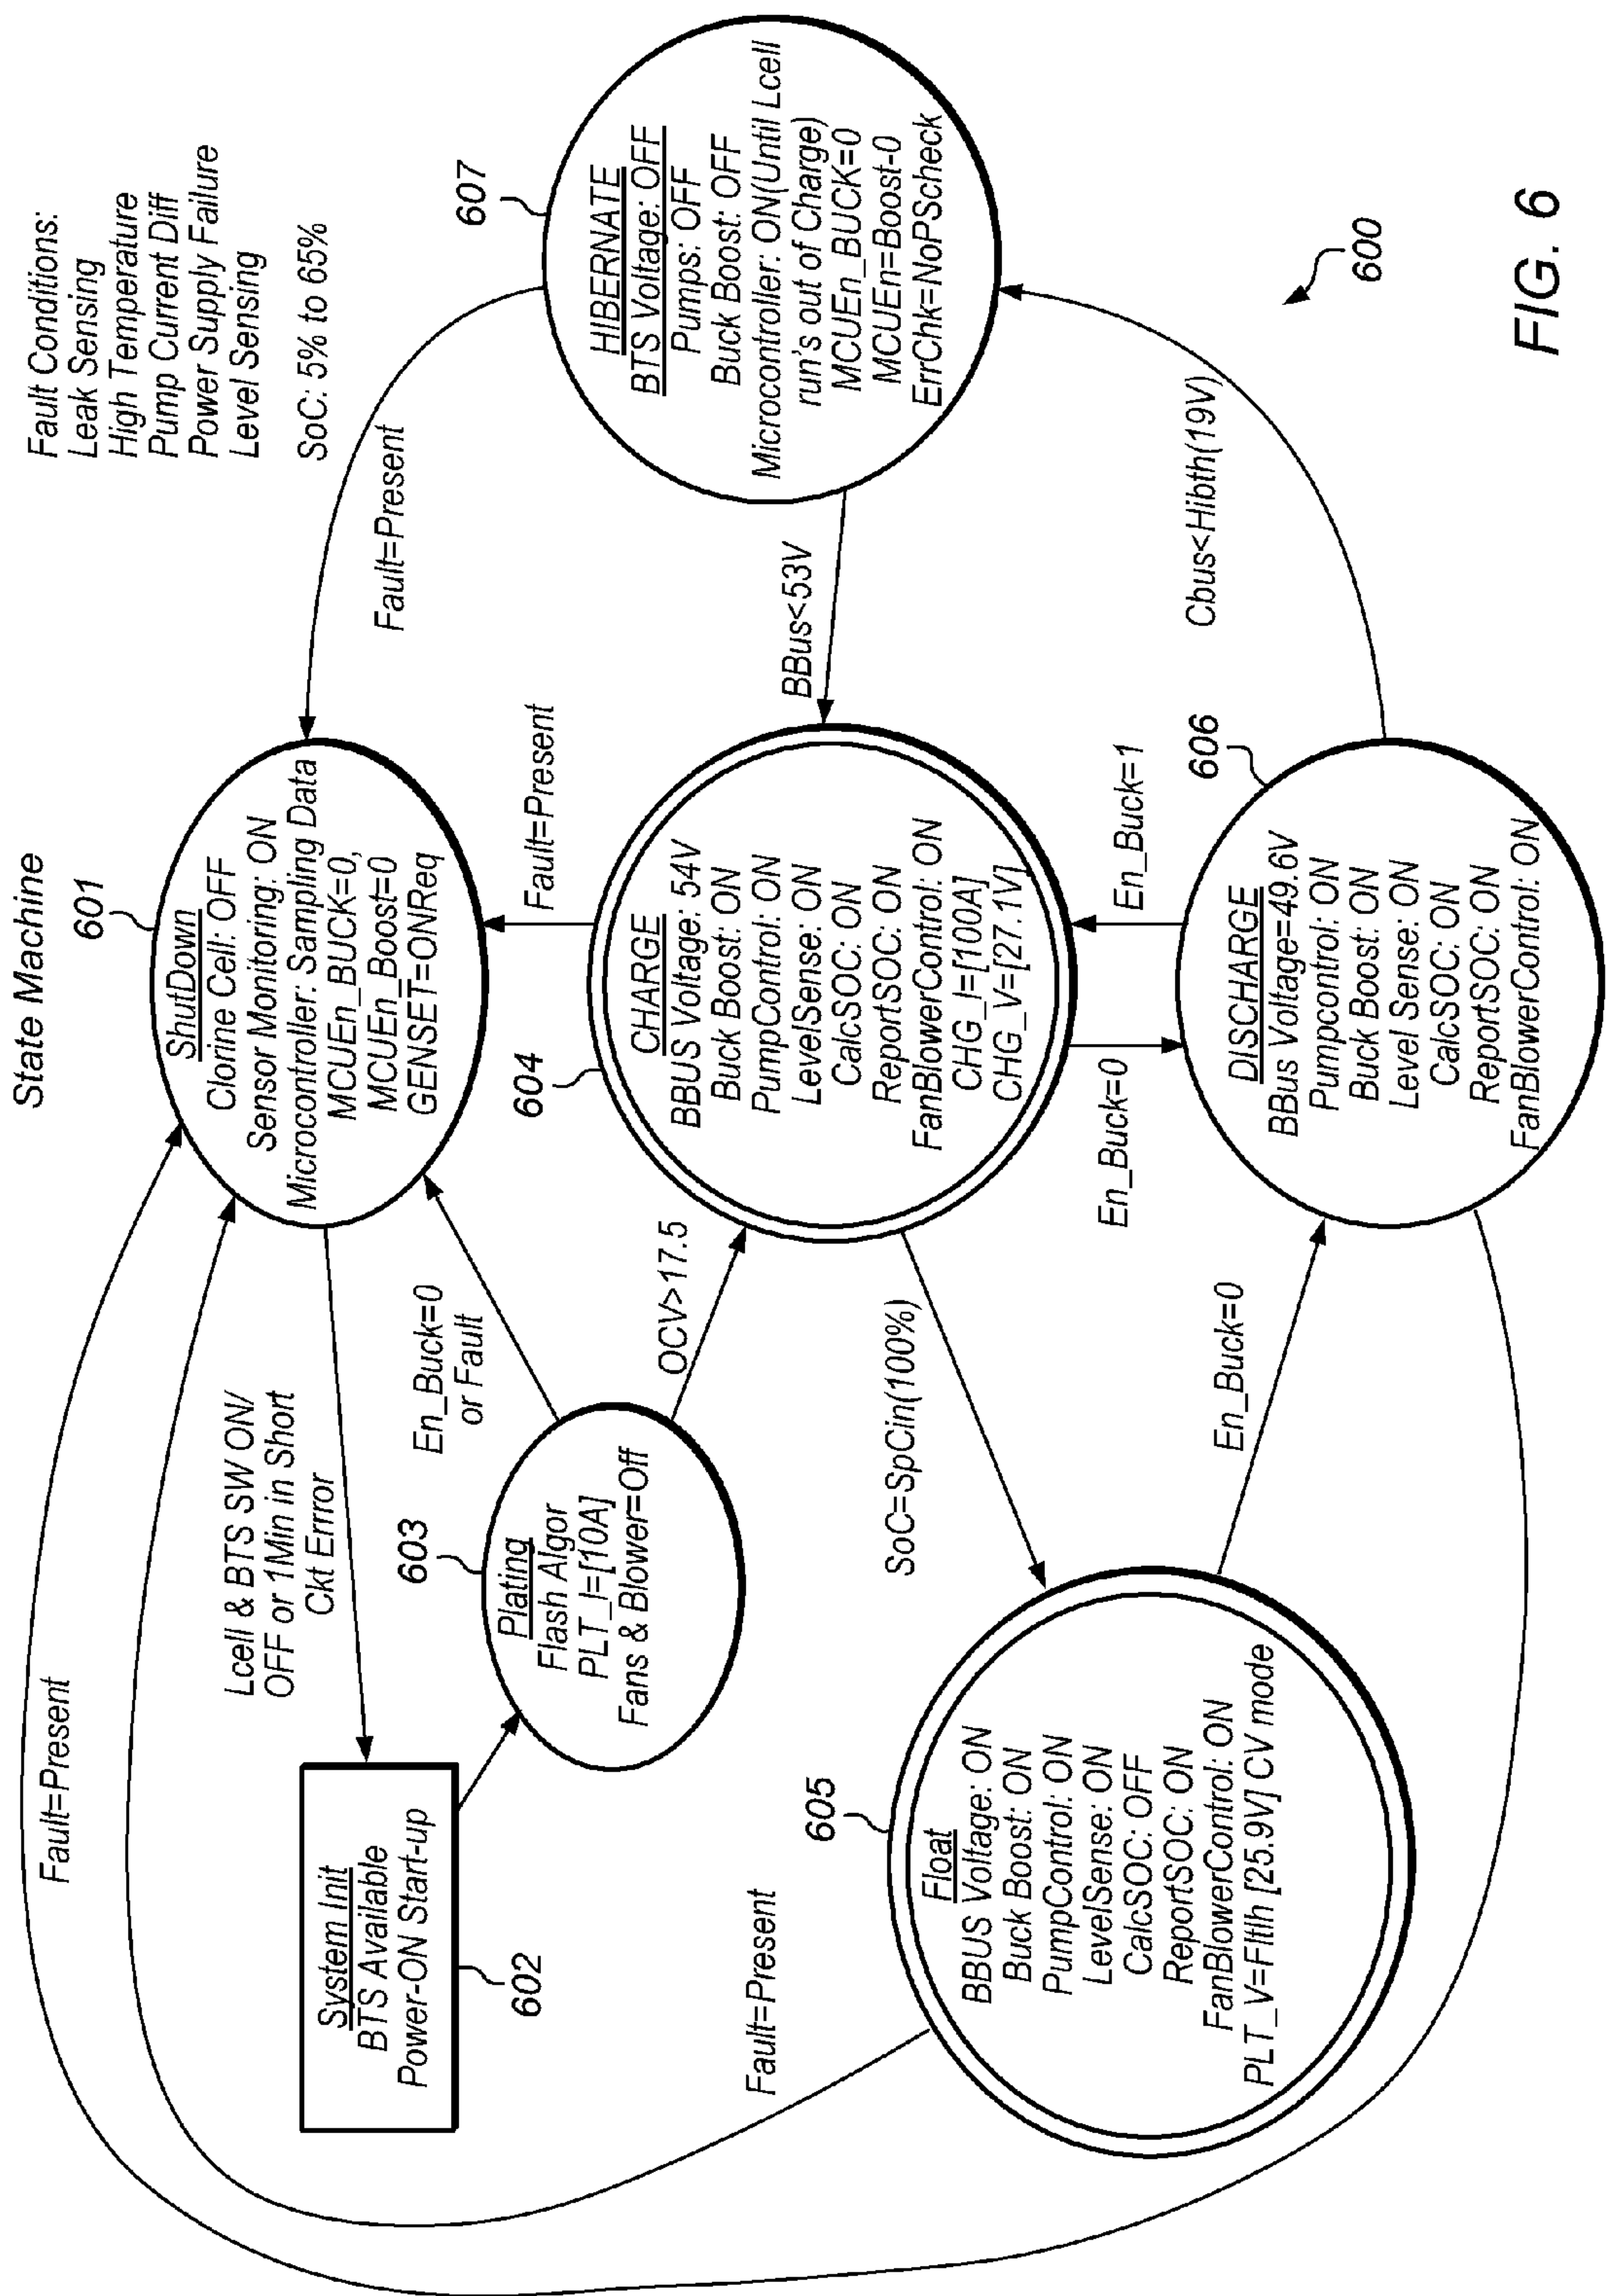 State Machine
Fault Conditions:
Leak Sensing
High Temperature
Pump Current Diff
Power Supply Failure
Level Sensing
SoC: 5% to 65%
601
ShutDown
Clorine Cell: OFF
Sensor Monitoring: ON
Microcontroller: Sampling Data
MCUEn_BUCK=0,
MCUEn_Boost=0
GENSET=ONReq
Fault=Present
Fault=Present
Lcell & BTS SW ON/
OFF or 1Min in Short
Ckt Errror
System Init
BTS Available
Power-ON Start-up
602
603
Plating
Flash Algor
PLT_I=[10A]
Fans & Blower=Off
En_Buck=0
or Fault
OCV>17.5
Fault=Present
604
CHARGE
BBUS Voltage: 54V
Buck Boost: ON
PumpControl: ON
LevelSense: ON
CalcSOC: ON
ReportSOC: ON
FanBlowerControl: ON
CHG_I=[100A]
CHG_V=[27.1V]
BBus<53V
607
HIBERNATE
BTS Voltage: OFF
Pumps: OFF
Buck Boost: OFF
Microcontroller: ON(Until Lcell
run's out of Charge)
MCUEn_BUCK=0
MCUEn=Boost-0
ErrChk=NoPScheck
Fault=Present
605
Float
BBUS Voltage: ON
Buck Boost: ON
PumpControl: ON
LevelSense: ON
CalcSOC: OFF
ReportSOC: ON
FanBlowerControl: ON
PLT_V=Fltlh [25.9V] CV mode
SoC=SpCin(100%)
En_Buck=0
En_Buck=0
En_Buck=1
606
DISCHARGE
BBus Voltage=49.6V
Pumpcontrol: ON
Buck Boost: ON
Level Sense: ON
CalcSOC: ON
ReportSOC: ON
FanBlowerControl: ON
Cbus<Hibth(19V)
600
FIG. 6